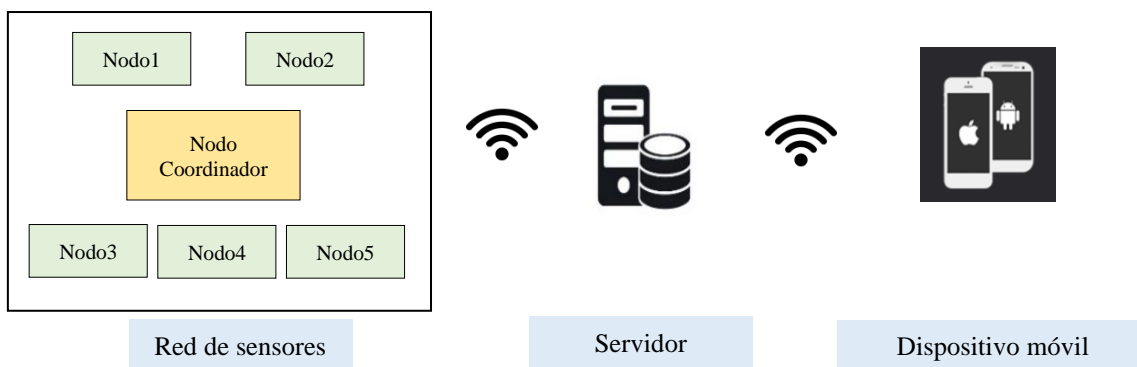 Nodo1
Nodo2
Nodo
Coordinador
Nodo3
Nodo4
Nodo5
Red de sensores
Servidor
Dispositivo móvil